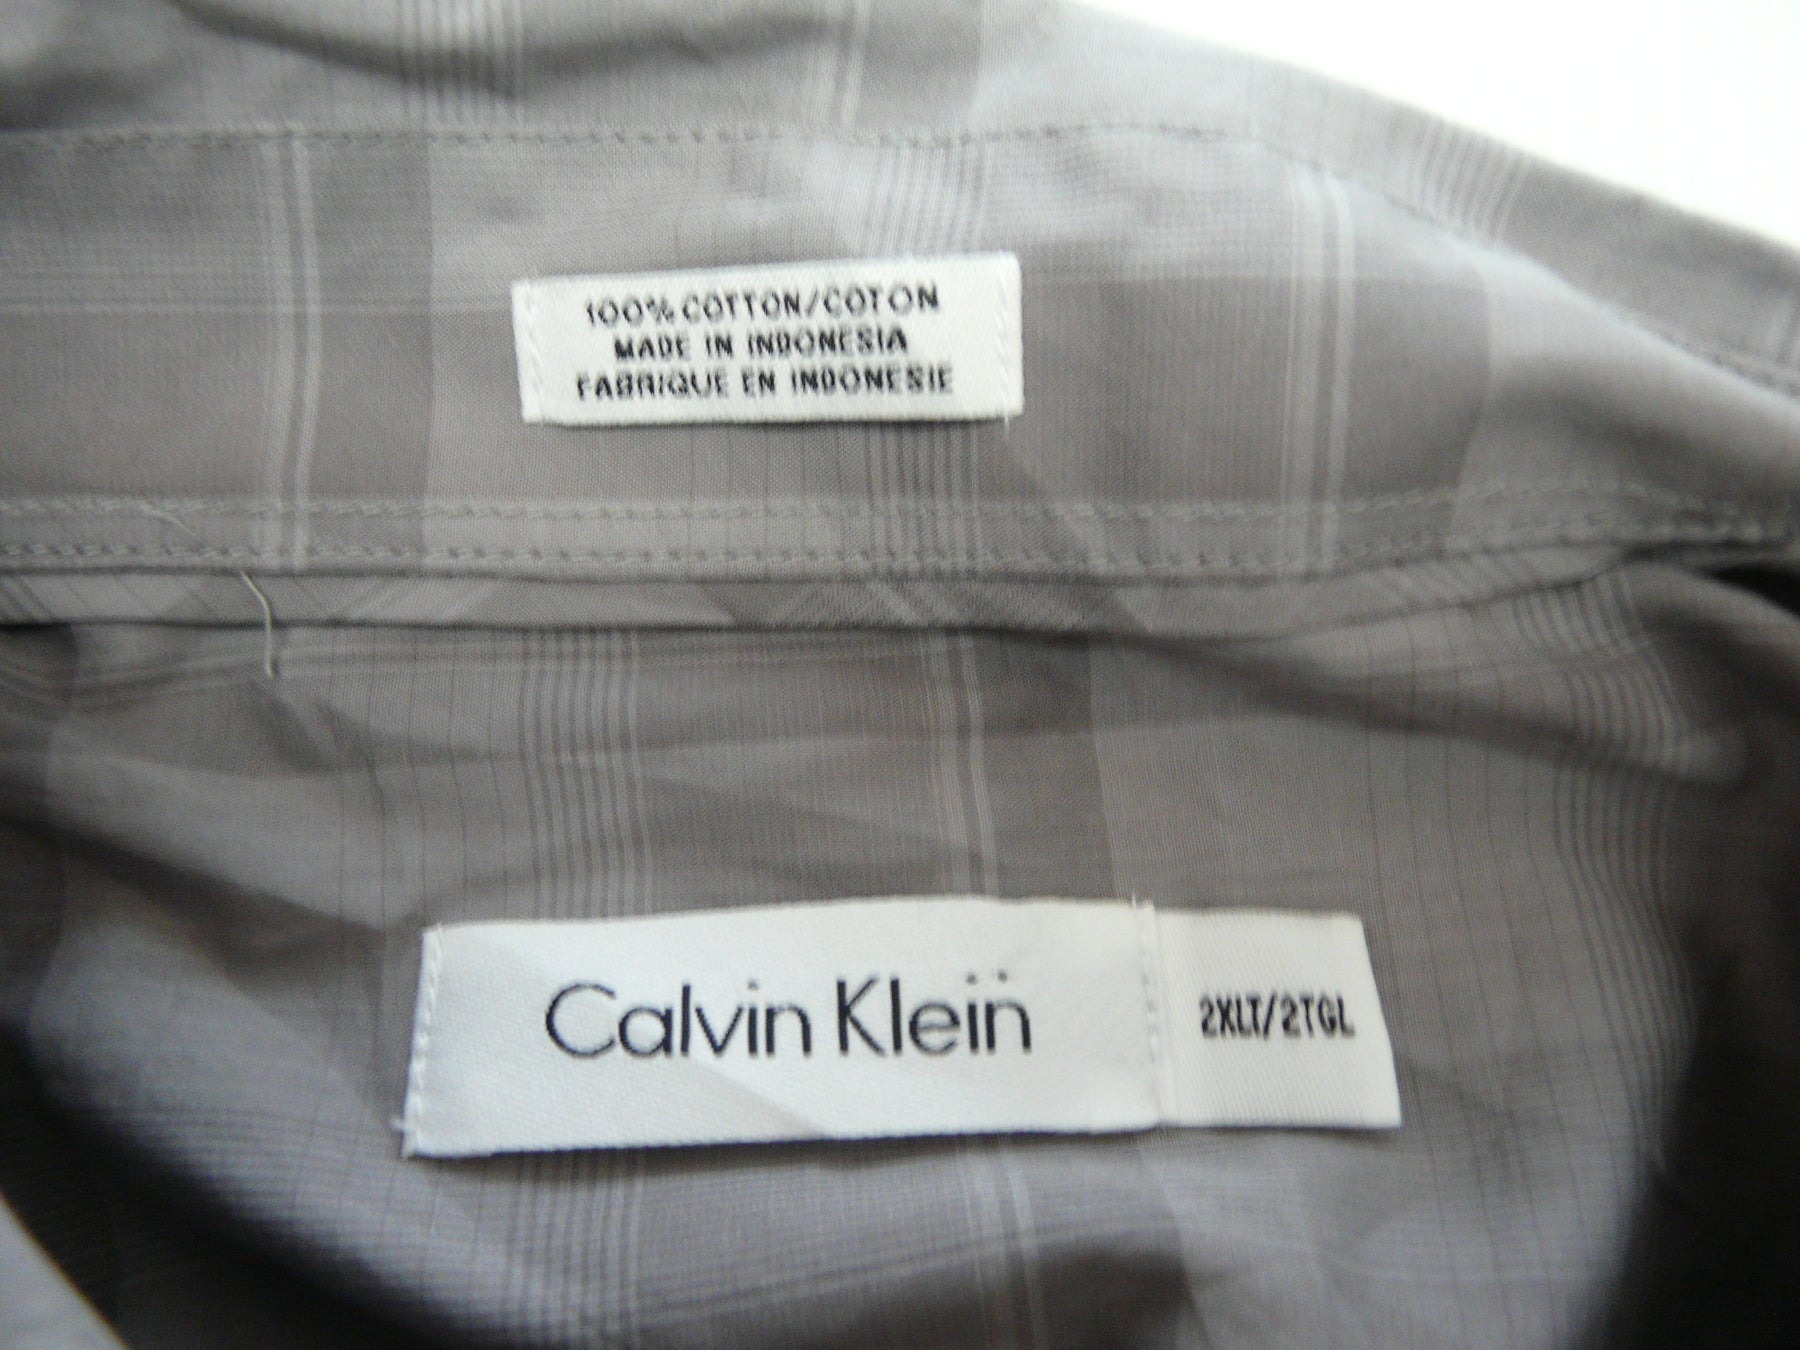 100% COTTON/COTON
MADE IN INDONESIA
FABRIQUE EN INDONESIE
Calvin Klein
2XLT/2TGL